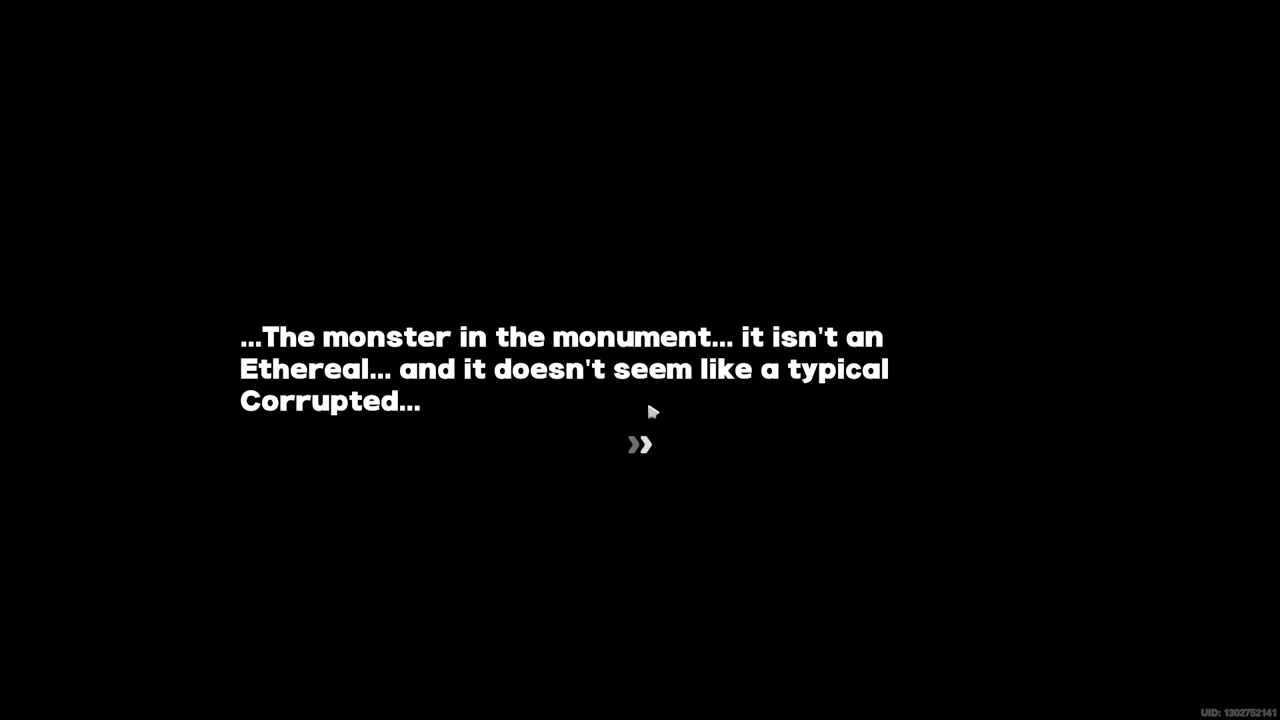 ...The monster in the monument... it isn't an
Ethereal... and it doesn't seem like a typical
Corrupted...
UID: 1302752141